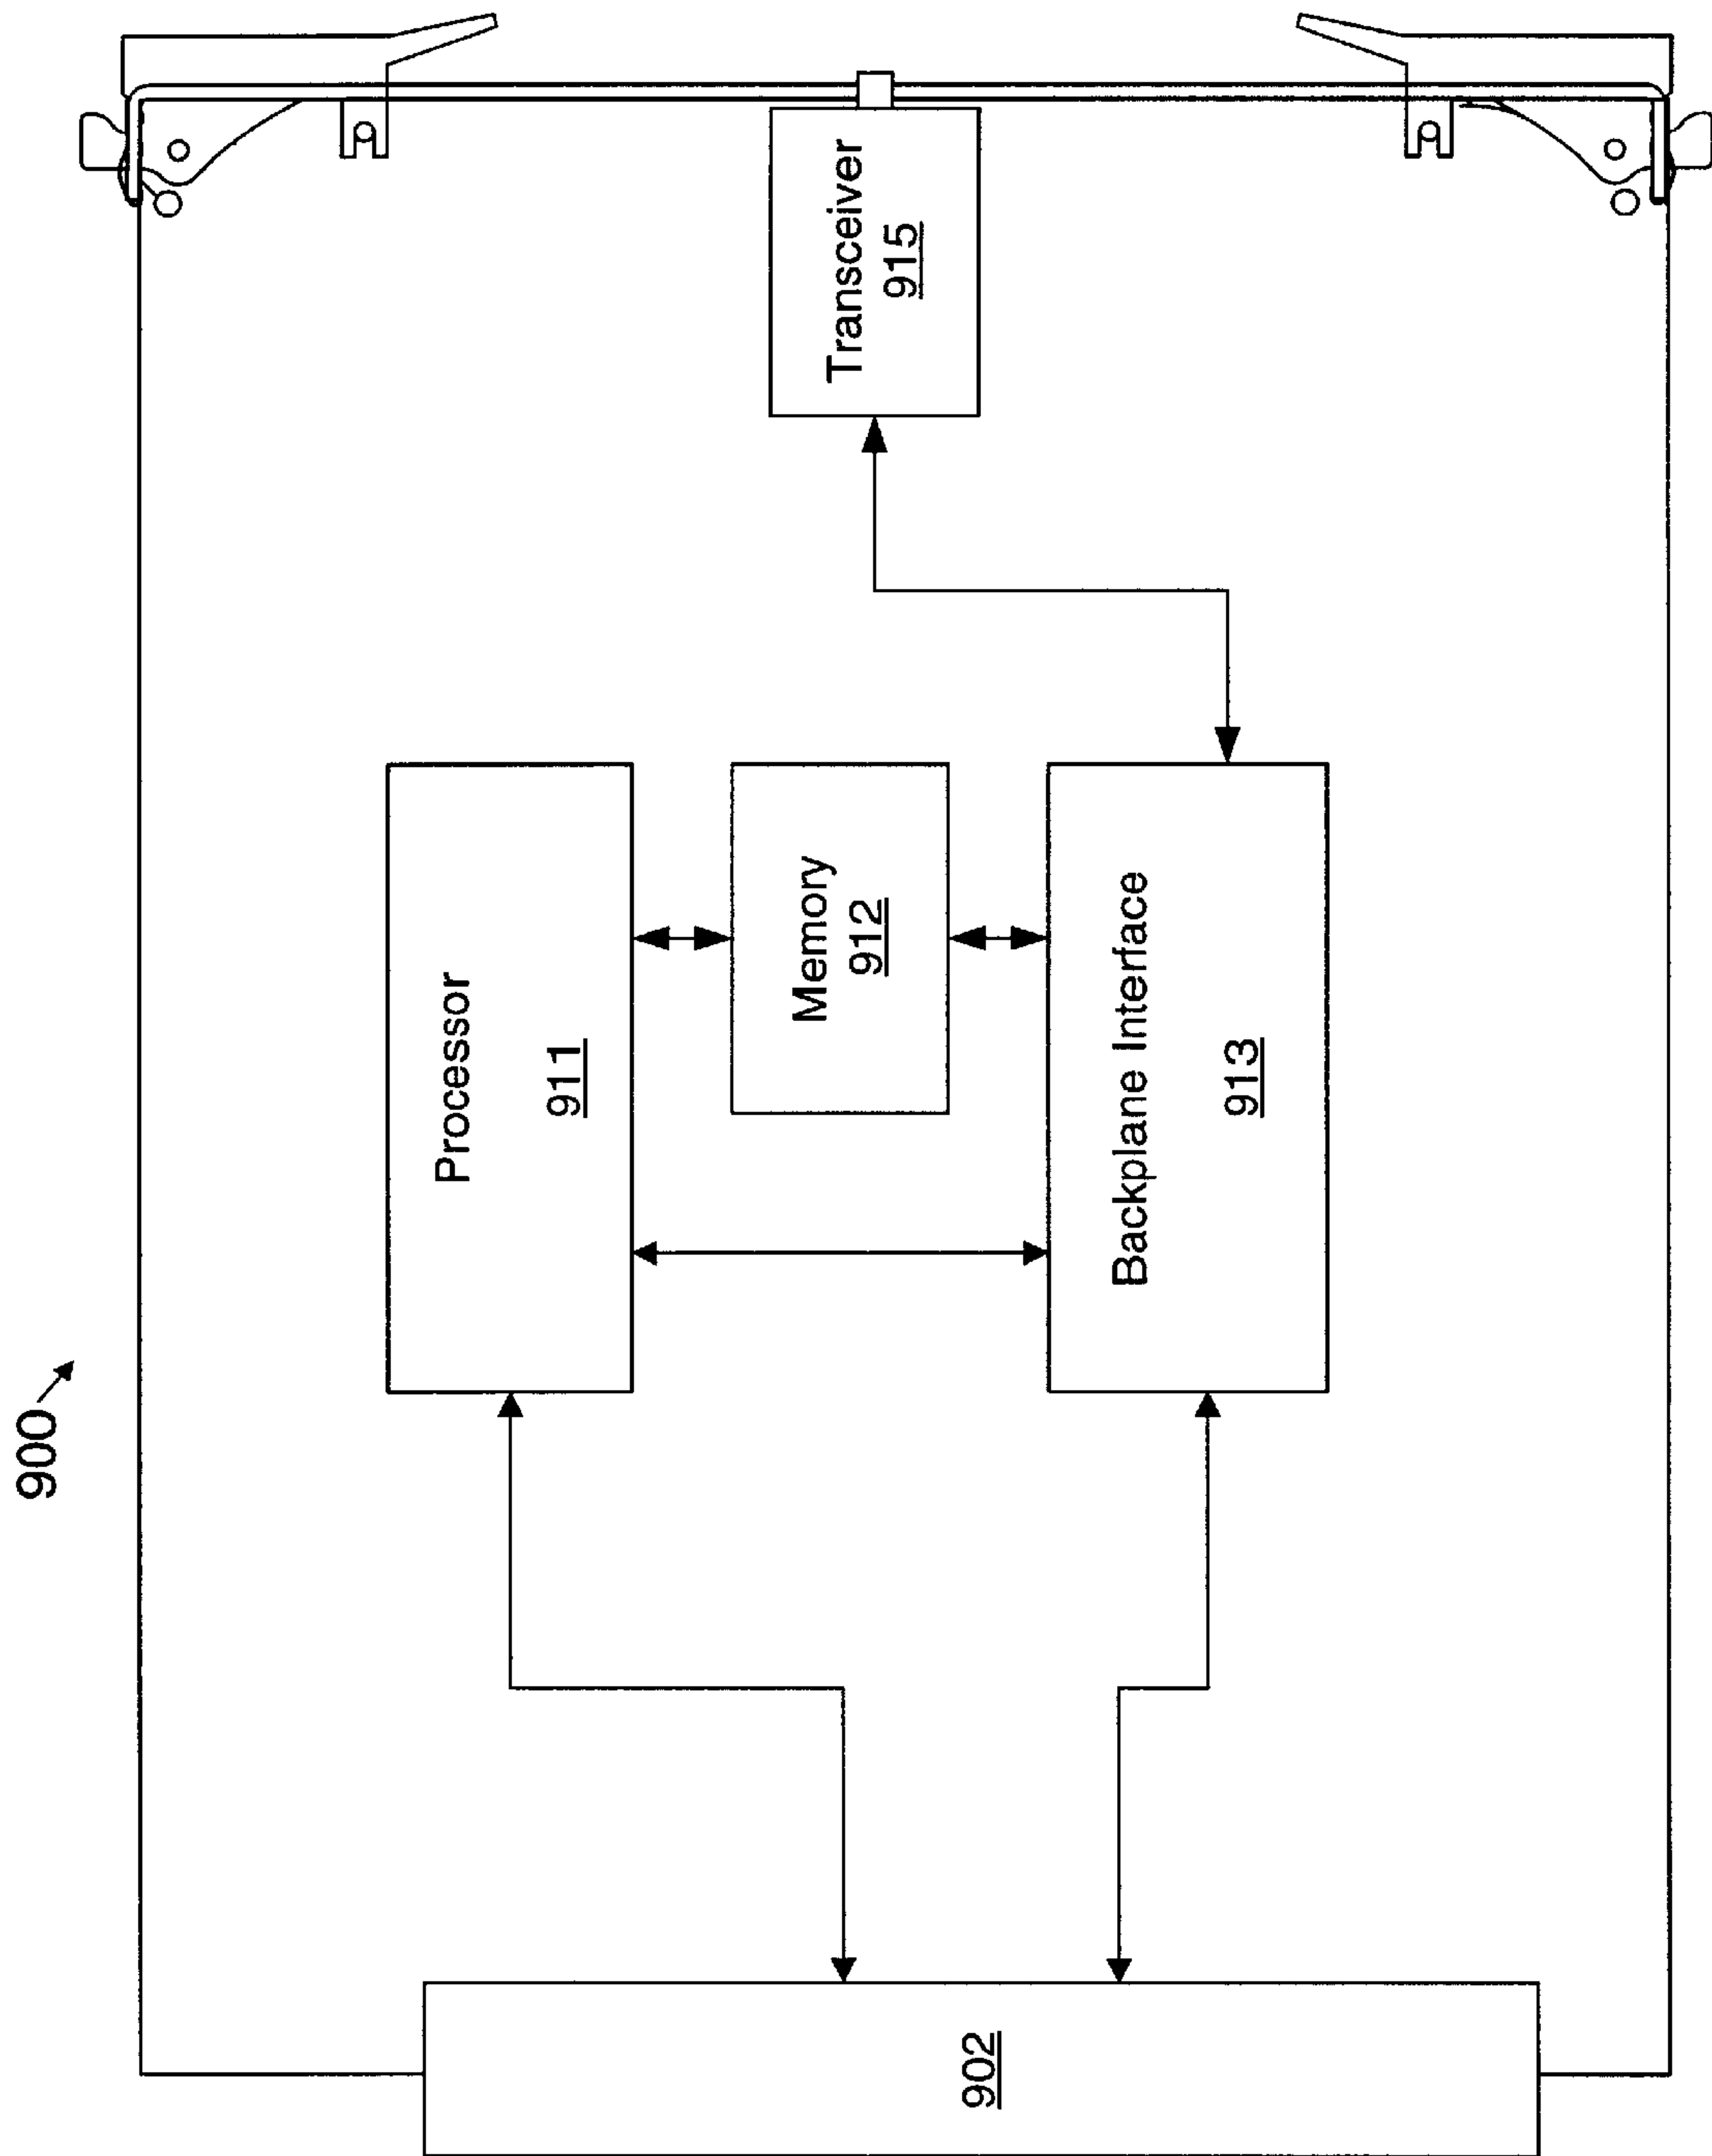 900
Processor
911
Memory
912
Backplane Interface
913
Transceiver
915
902